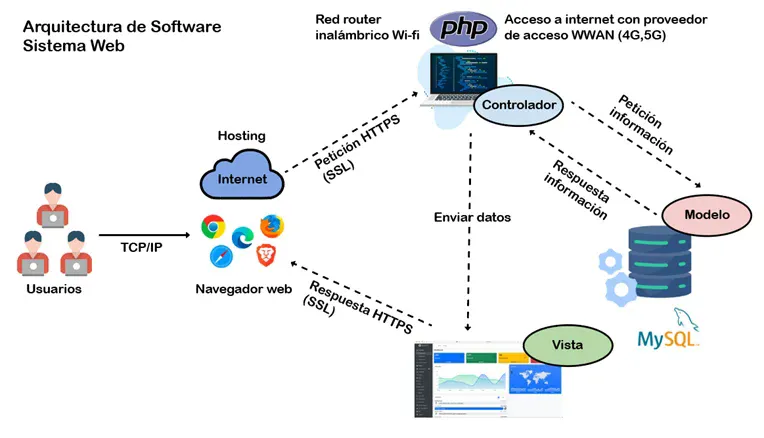 Arquitectura de Software
Sistema Web
Red router
inalámbrico Wi-fi
php
Acceso a internet con proveedor
de acceso WWAN (4G,5G)
Controlador
Petición
información
Hosting
Internet
Petición HTTPS
(SSL)
Respuesta
información
Modelo
Enviar datos
TCP/IP
Usuarios
Navegador web
Respuesta HTTPS
(SSL)
MySQL
Vista